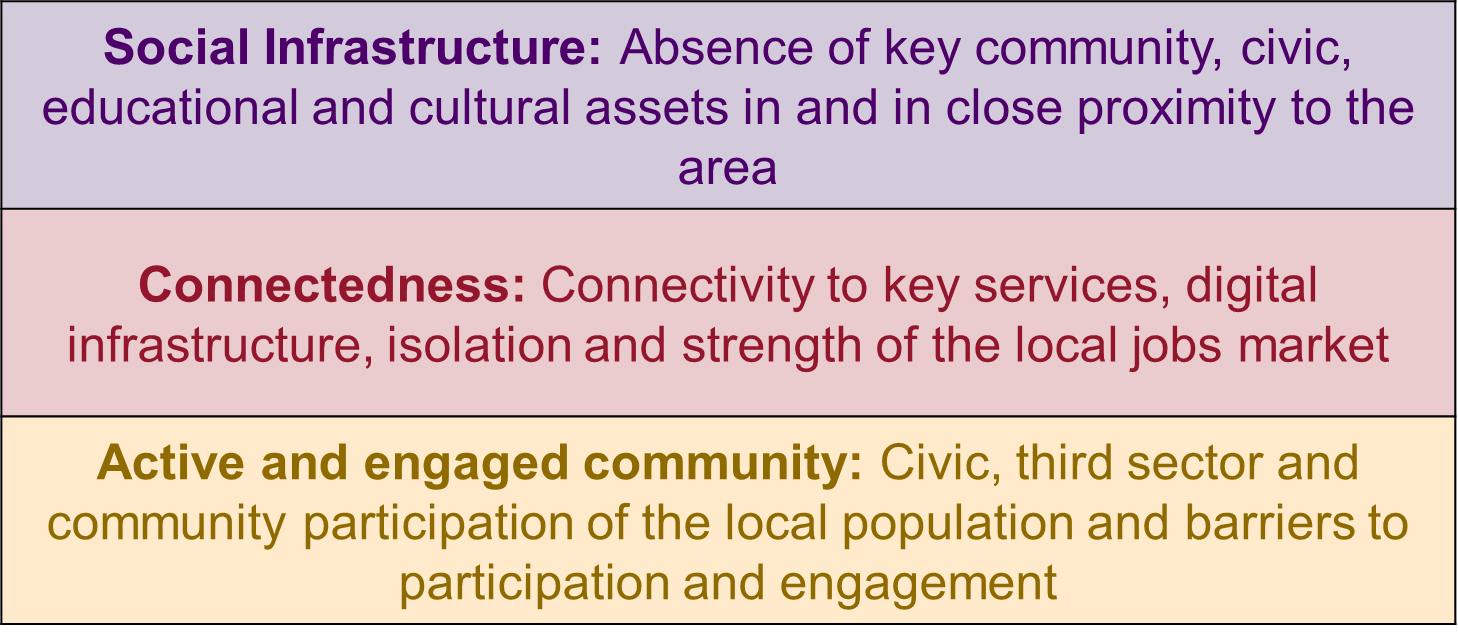 Social Infrastructure: Absence of key community, civic,
educational and cultural assets in and in close proximity to the
area
Connectedness: Connectivity to key services, digital
infrastructure, isolation and strength of the local jobs market
Active and engaged community: Civic, third sector and
community participation of the local population and barriers to
participation and engagement